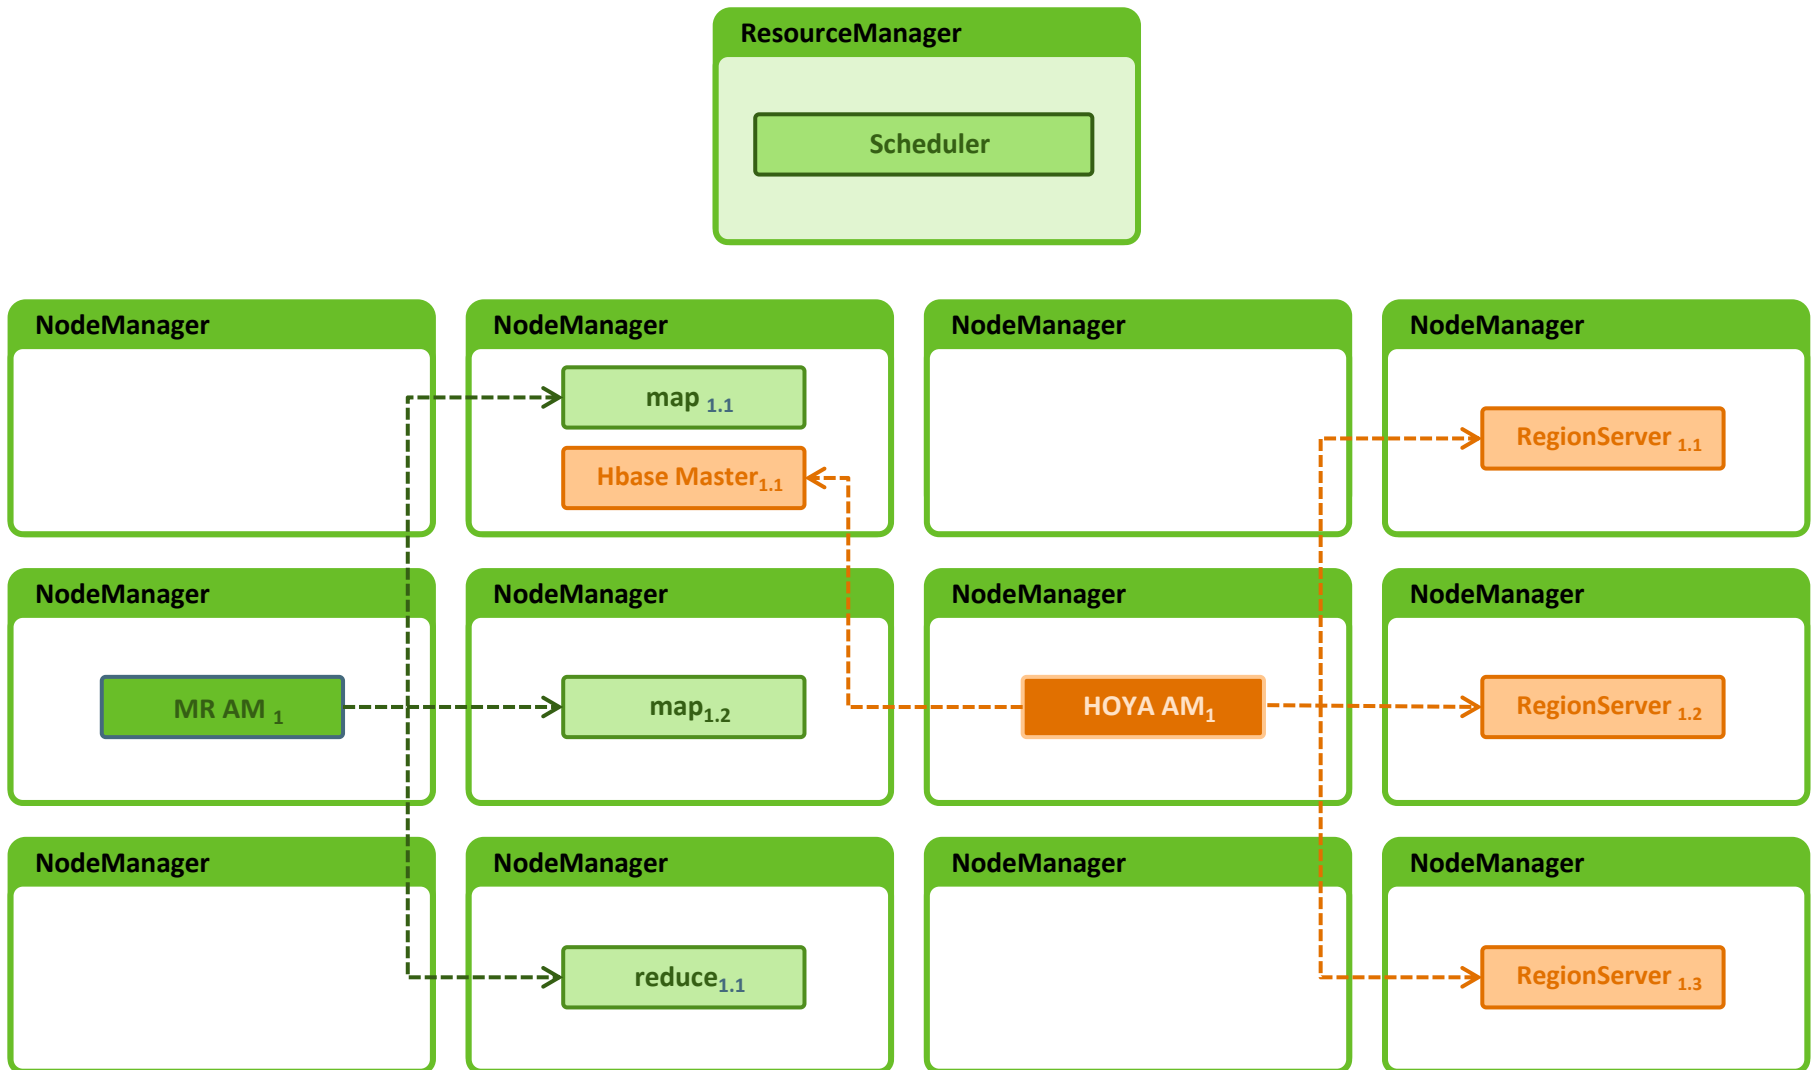 ResourceManager
Scheduler
NodeManager
NodeManager
NodeManager
NodeManager
map 1.1
Hbase Master1.1
RegionServer 1.1
NodeManager
NodeManager
NodeManager
NodeManager
MR AM 1
map1.2
HOYA AM1
RegionServer 1.2
NodeManager
NodeManager
NodeManager
NodeManager
reduce1.1
RegionServer 1.3